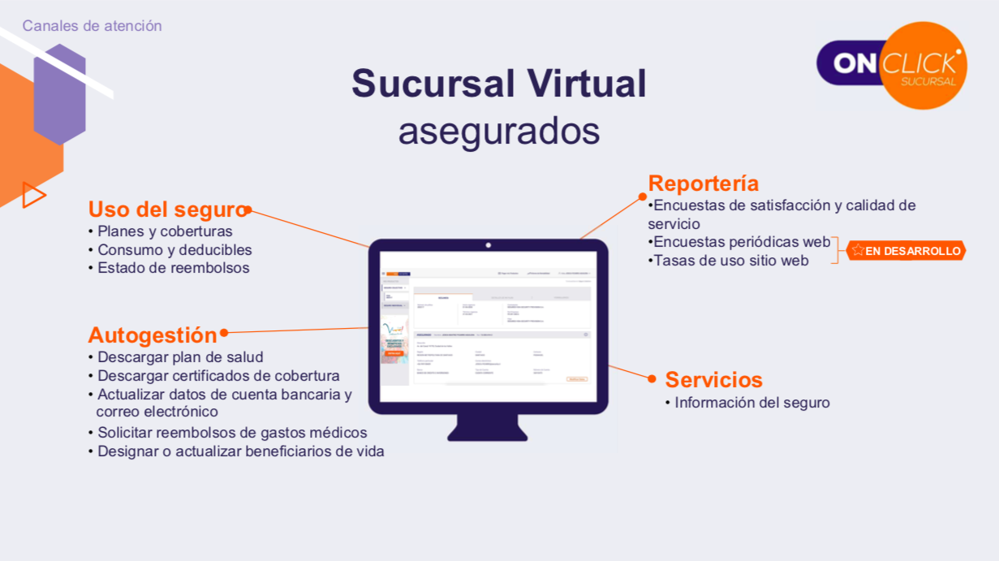 Canales de atención
ON CLICK
SUCURSAL
Sucursal Virtual
asegurados
Uso del seguro
• Planes y coberturas
• Consumo y deducibles
• Estado de reembolsos
Autogestión
• Descargar plan de salud
• Descargar certificados de cobertura
• Actualizar datos de cuenta bancaria y
correo electrónico
• Solicitar reembolsos de gastos médicos
• Designar o actualizar beneficiarios de vida
Reportería
•Encuestas de satisfacción y calidad de
servicio
•Encuestas periódicas web
•Tasas de uso sitio web
EN DESARROLLO
Servicios
• Información del seguro